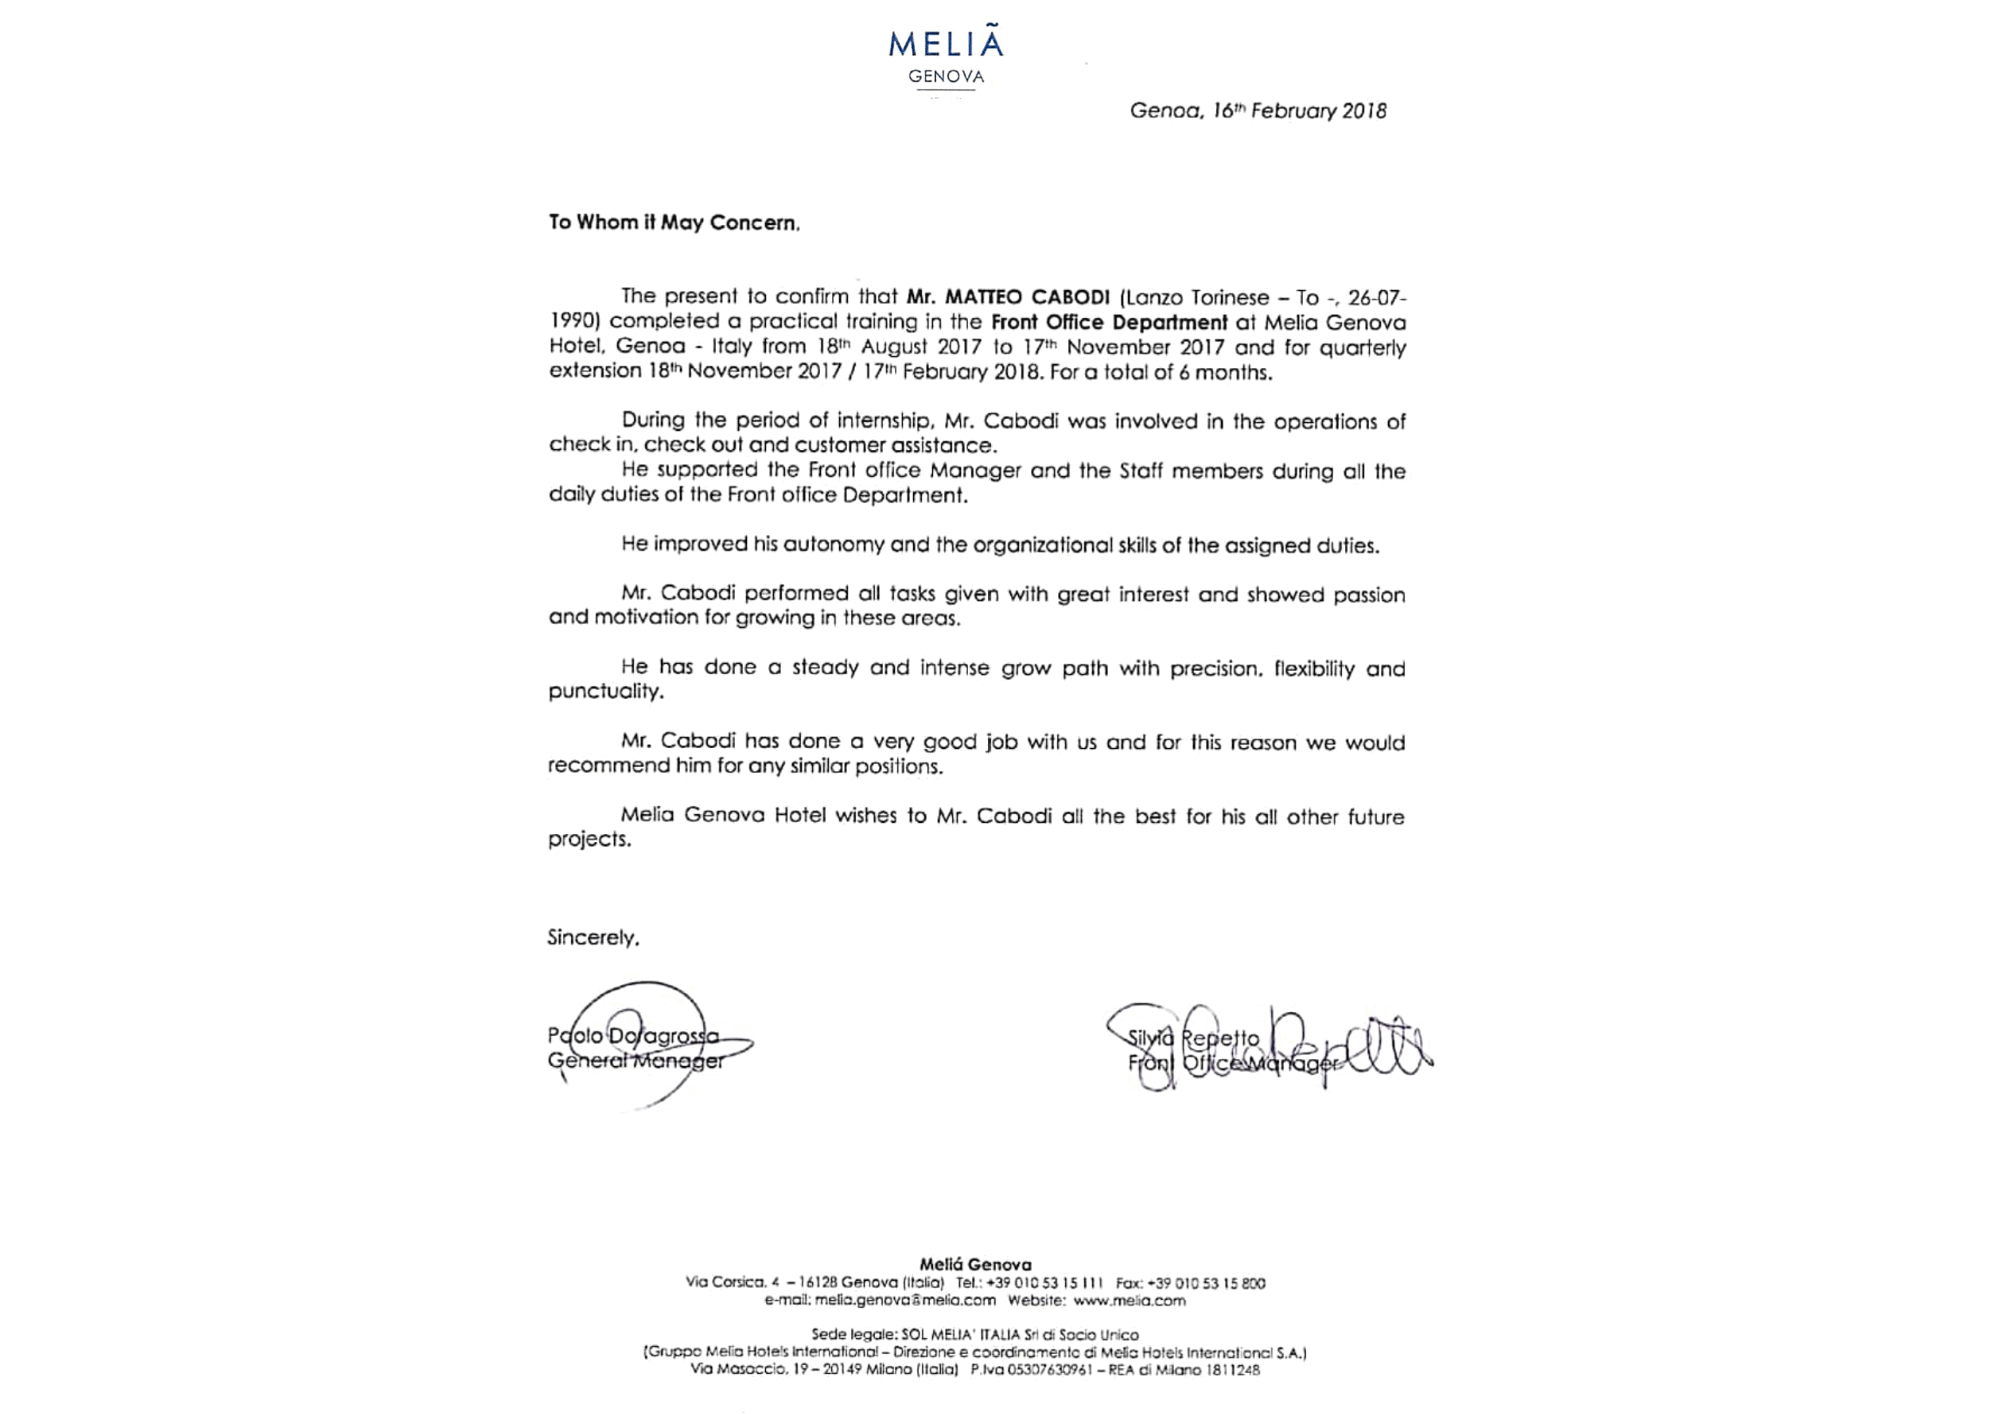 MELIÃ
GENOVA
Genoa, 16th February 2018
To Whom it May Concern,
The present to confirm that Mr. MATTEO CABODI (Lanzo Torinese – To -, 26-07-
1990) completed a practical training in the Front Office Department at Melia Genova
Hotel, Genoa - Italy from 18th August 2017 to 17th November 2017 and for quarterly
extension 18th November 2017 / 17th February 2018. For a total of 6 months.
During the period of internship, Mr. Cabodi was involved in the operations of
check in, check out and customer assistance.
He supported the Front office Manager and the Staff members during all the
daily duties of the Front office Department.
He improved his autonomy and the organizational skills of the assigned duties.
Mr. Cabodi performed all tasks given with great interest and showed passion
and motivation for growing in these areas.
He has done a steady and intense grow path with precision, flexibility and
punctuality.
Mr. Cabodi has done a very good job with us and for this reason we would
recommend him for any similar positions.
Melia Genova Hotel wishes to Mr. Cabodi all the best for his all other future
projects.
Sincerely,
Paolo Doragrossa
General Manager
Silvia Repetto
Front Office Manager
Meliá Genova
Via Corsica, 4 – 16128 Genova (Italia) Tel.: +39 010 53 15 111 Fax: +39 010 53 15 800
e-mail: melia.genova@melia.com Website: www.melia.com
Sede legale: SOL MELIA' ITALIA Srl di Socio Unico
(Gruppo Melia Hotels International – Direzione e coordinamento di Melia Hotels International S.A.)
Via Masaccio, 19 – 20149 Milano (Italia) P.Iva 05307630961 – REA di Milano 1811248